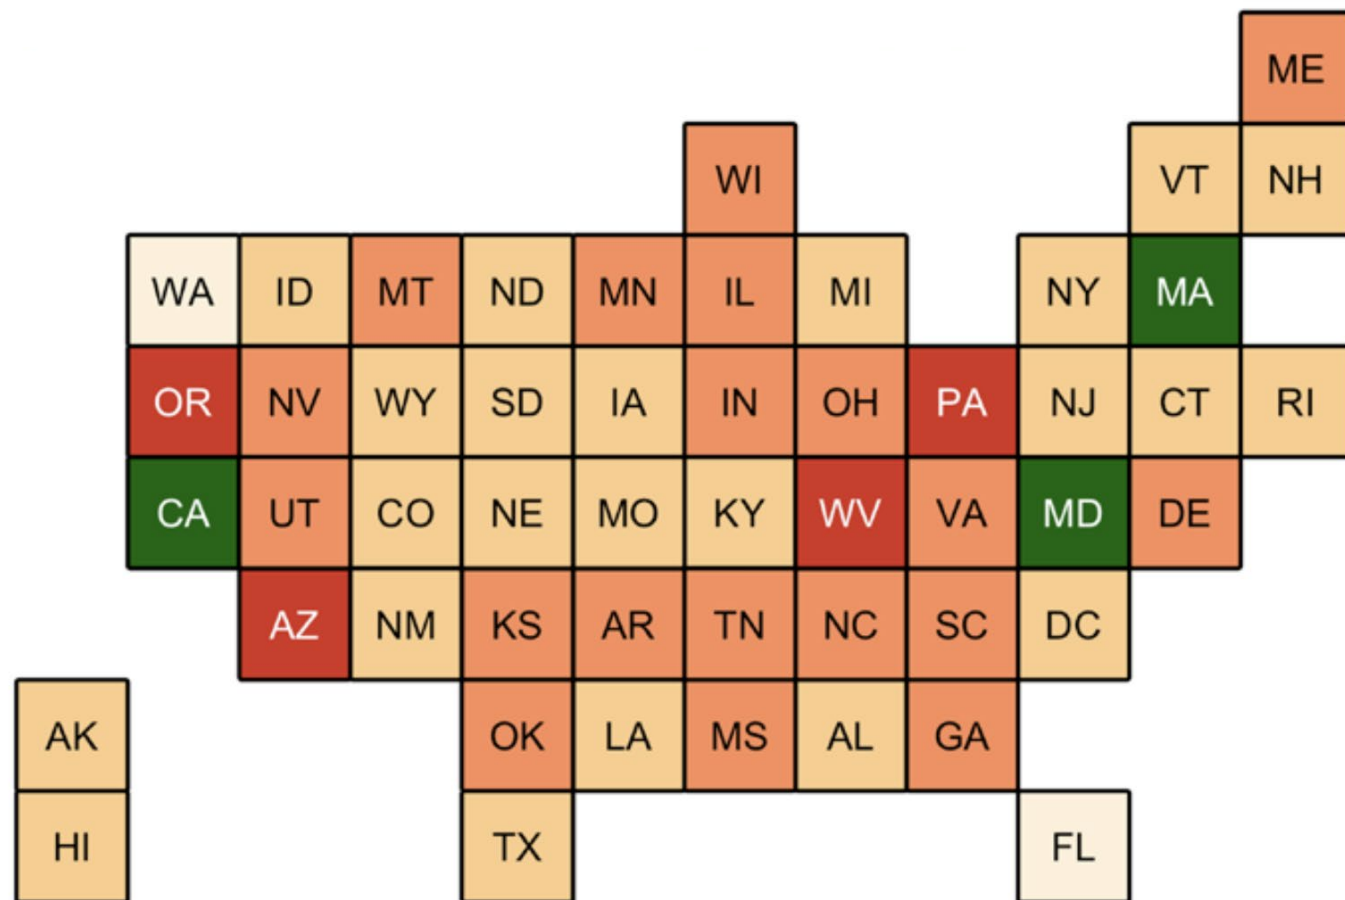 ME
WI VT NH
WA ID MT ND MN IL MI NY MA
OR NV WY SD IA IN OH PA NJ CT RI
CA UT CO NE MO KY WV VA MD DE
AZ NM KS AR TN NC SC DC
AK OK LA MS AL GA
HI TX FL